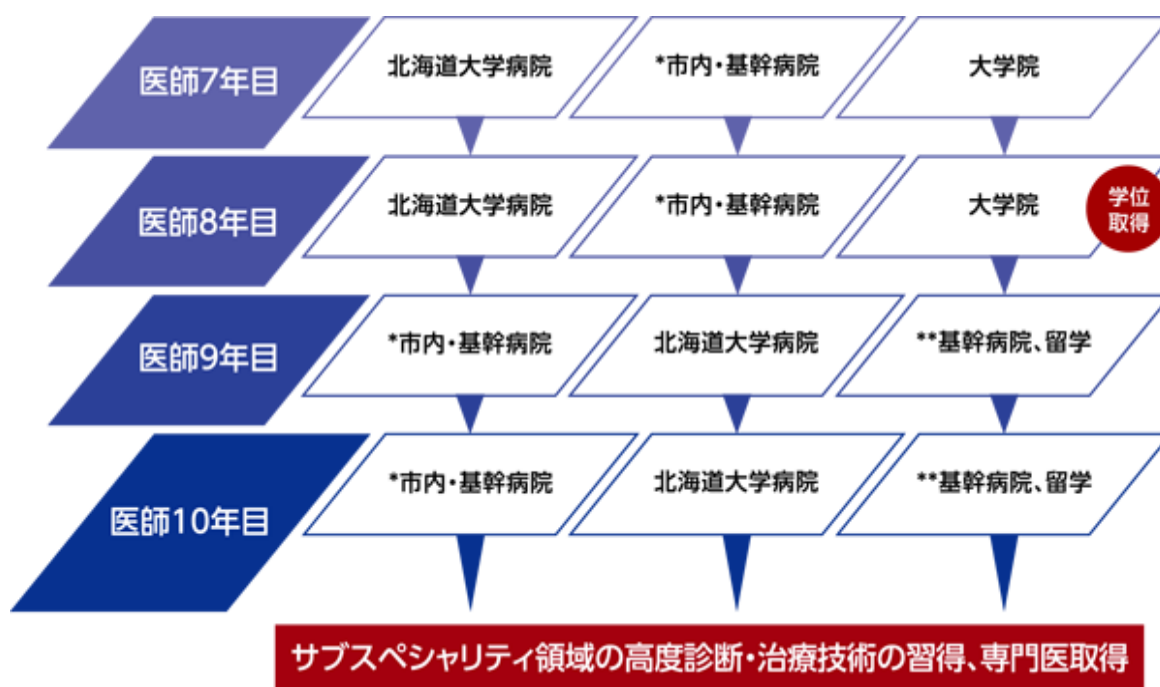 医師7年目
北海道大学病院
*市内・基幹病院
大学院
医師8年目
北海道大学病院
*市内・基幹病院
大学院
学位
取得
医師9年目
*市内・基幹病院
北海道大学病院
**基幹病院、留学
医師10年目
*市内・基幹病院
北海道大学病院
**基幹病院、留学
サブスペシャリティ領域の高度診断・治療技術の習得、専門医取得